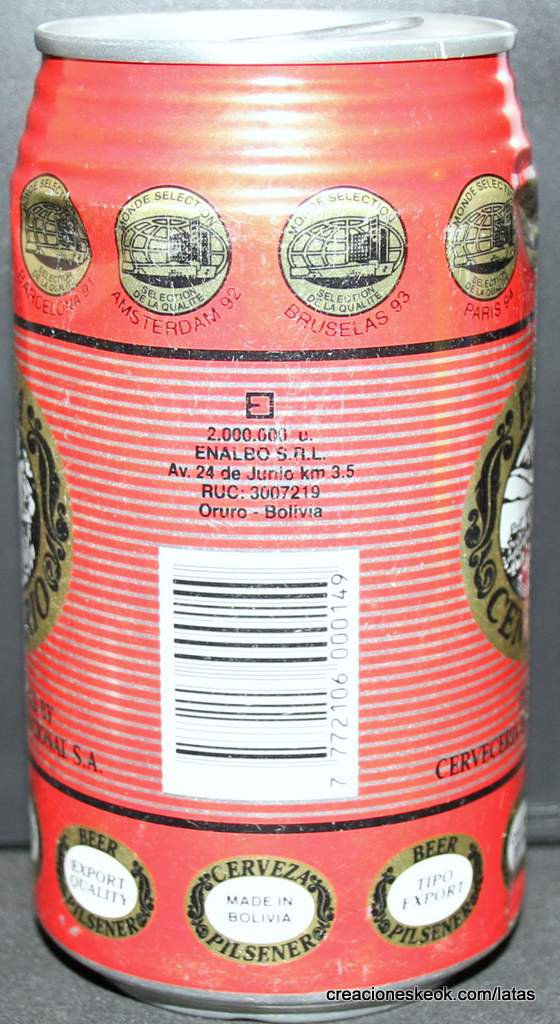 MONDE SELECTION
SELECTION
DE LA QUALITE
BARCELONA 91
MONDE SELECTION
SELECTION
DE LA QUALITE
AMSTERDAM 92
MONDE SELECTION
SELECTION
DE LA QUALITE
BRUSELAS 93
MONDE SELECTION
SELECTION
DE LA QUALITE
PARIS 94
2.000.000 u.
ENALBO S.R.L.
Av. 24 de Junio km 3.5
RUC: 3007219
Oruro - Bolivia
7 772106 000149
BY
S.A.
BEER
EXPORT
QUALITY
PILSENER
CERVEZA
MADE IN
BOLIVIA
PILSENER
BEER
TIPO
EXPORT
PILSENER
creacioneskeok.com/latas